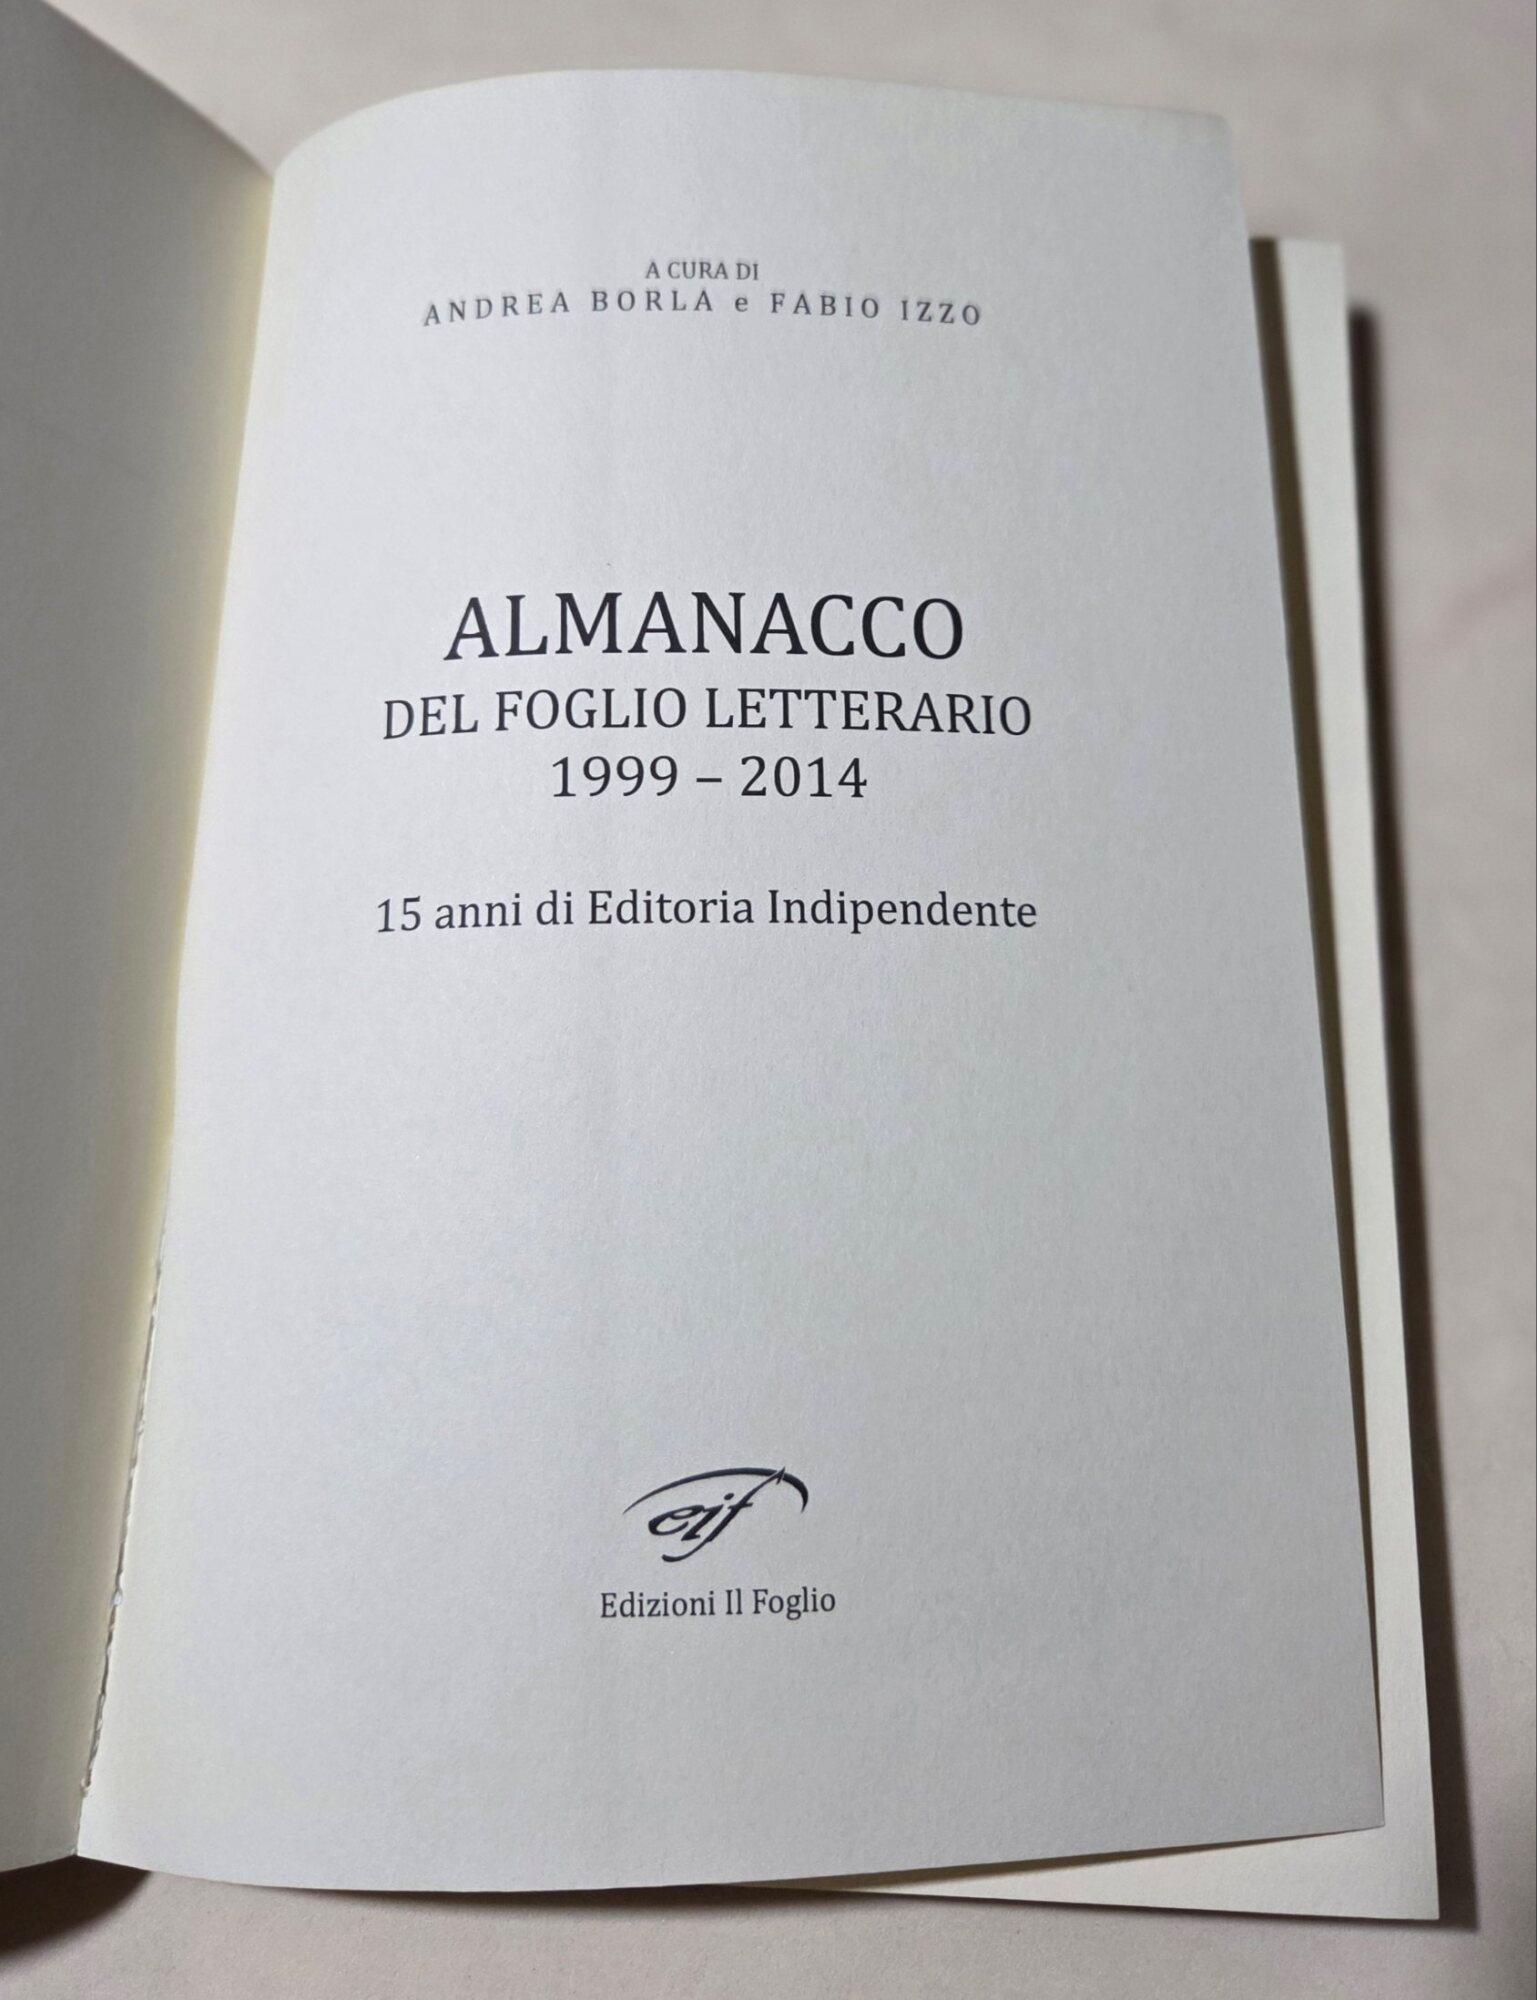 A CURA DI
ANDREA BORLA e FABIO IZZO
ALMANACCO
DEL FOGLIO LETTERARIO
1999 – 2014
15 anni di Editoria Indipendente
eif
Edizioni Il Foglio